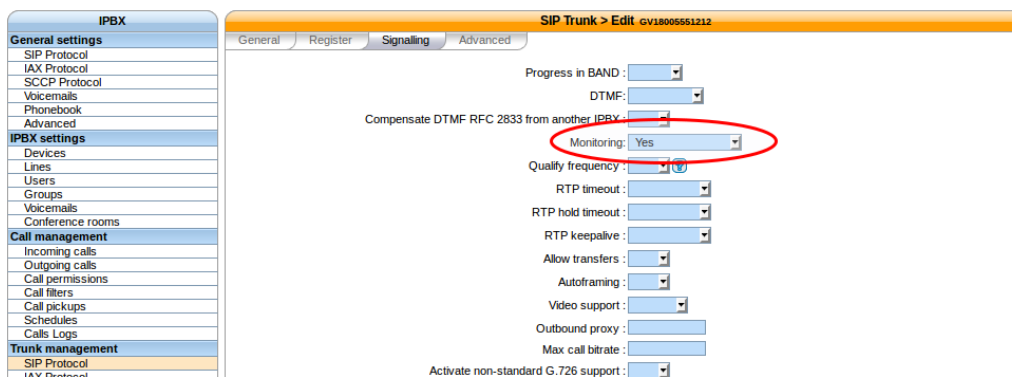 IPBX
General settings
SIP Protocol
IAX Protocol
SCCP Protocol
Voicemails
Phonebook
Advanced
IPBX settings
Devices
Lines
Users
Groups
Voicemails
Conference rooms
Call management
Incoming calls
Outgoing calls
Call permissions
Call filters
Call pickups
Schedules
Calls Logs
Trunk management
SIP Protocol
IAX Protocol
SIP Trunk > Edit GV18005551212
General Register Signalling Advanced
Progress in BAND :
DTMF:
Compensate DTMF RFC 2833 from another IPBX :
Monitoring: Yes
Qualify frequency :
RTP timeout :
RTP hold timeout :
RTP keepalive :
Allow transfers :
Autoframing :
Video support :
Outbound proxy :
Max call bitrate :
Activate non-standard G.726 support :